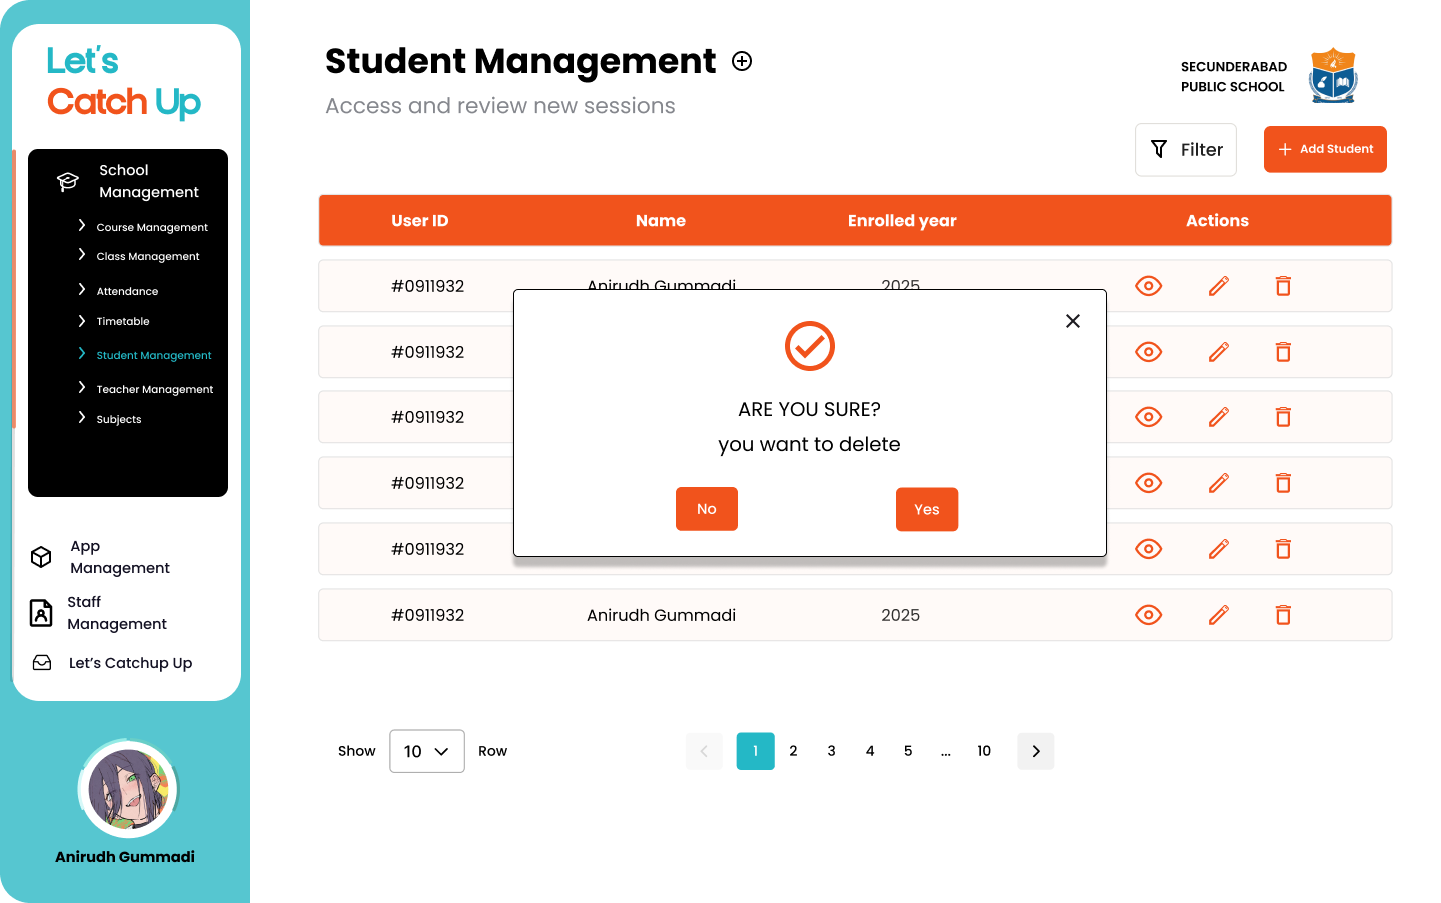 Let's
Catch Up
School
Management
Course Management
Class Management
Attendance
Timetable
Student Management
Teacher Management
Subjects
App
Management
Staff
Management
Let's Catchup Up
Anirudh Gummadi
Student Management
Access and review new sessions
SECUNDERABAD
PUBLIC SCHOOL
Filter
Add Student
User ID Name Enrolled year Actions
#0911932 Anirudh Gummadi 2025
#0911932
#0911932
#0911932
#0911932
#0911932 Anirudh Gummadi 2025
ARE YOU SURE?
you want to delete
No Yes
Show 10 Row 1 2 3 4 5 ... 10